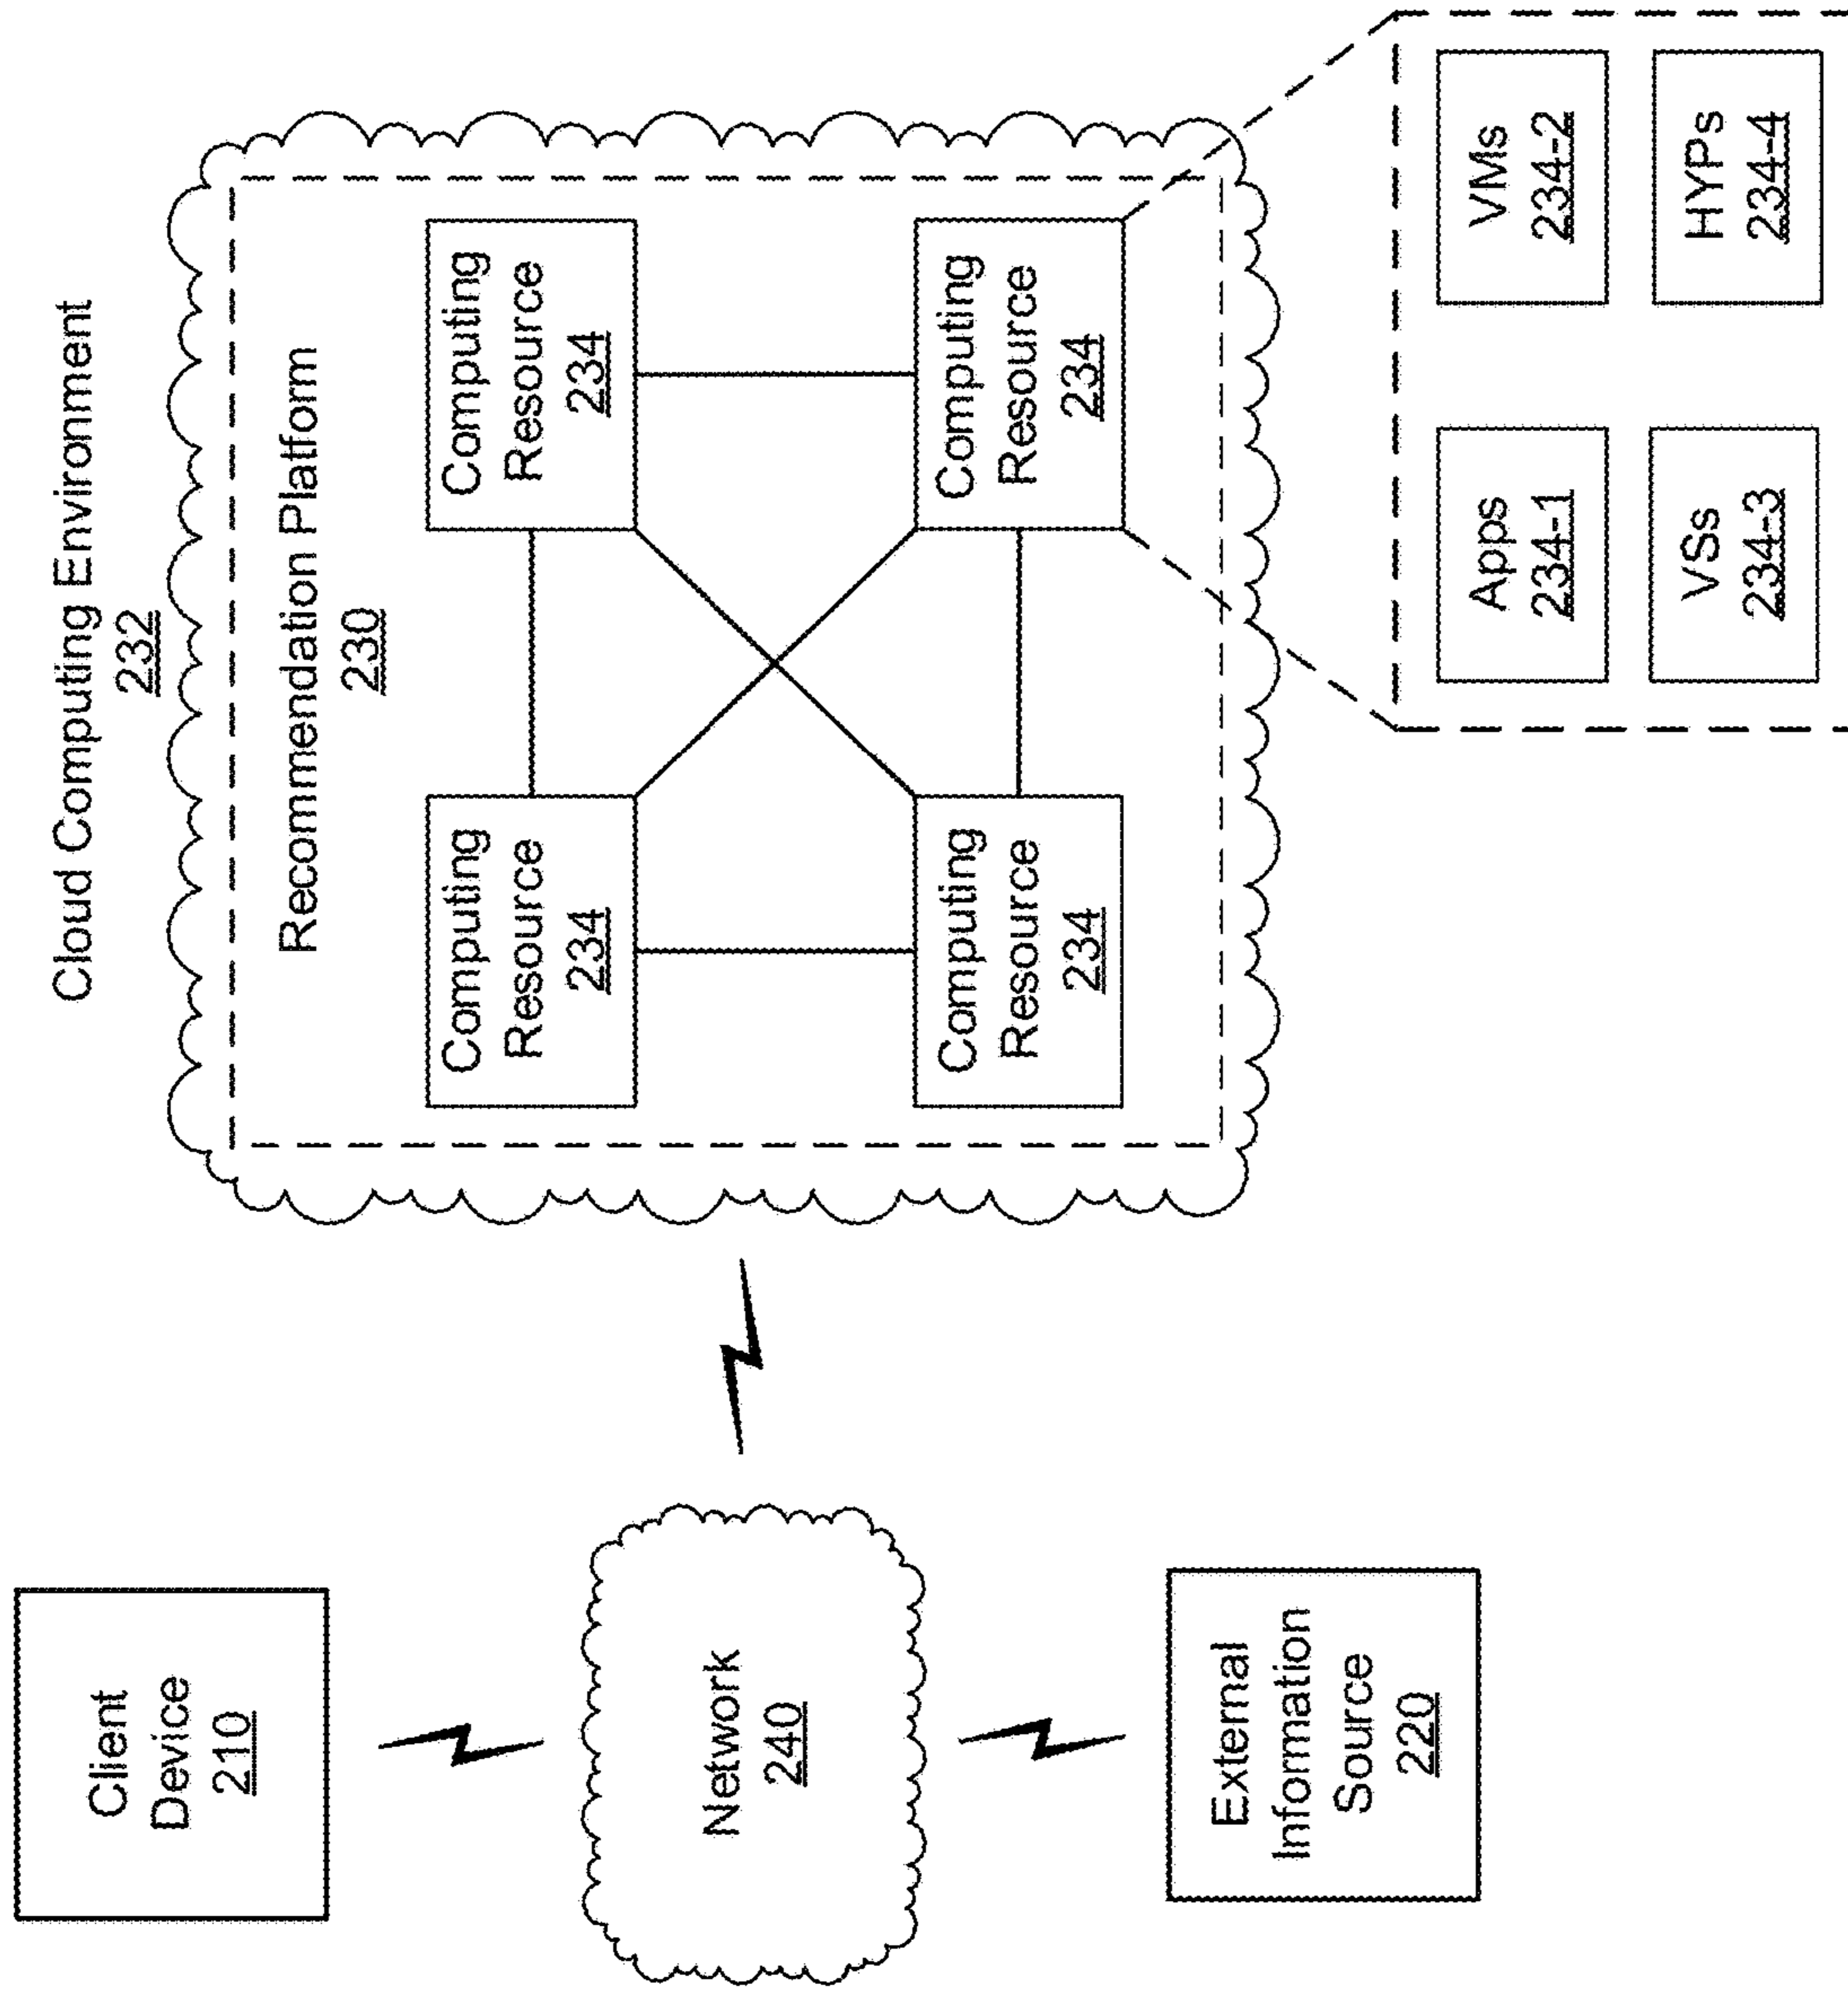 Cloud Computing Environment
232
Recommendation Platform
230
Computing
Resource
234
Computing
Resource
234
Computing
Resource
234
Computing
Resource
234
Client
Device
210
Network
240
External
Information
Source
220
Apps
234-1
VMs
234-2
VSs
234-3
HYPs
234-4